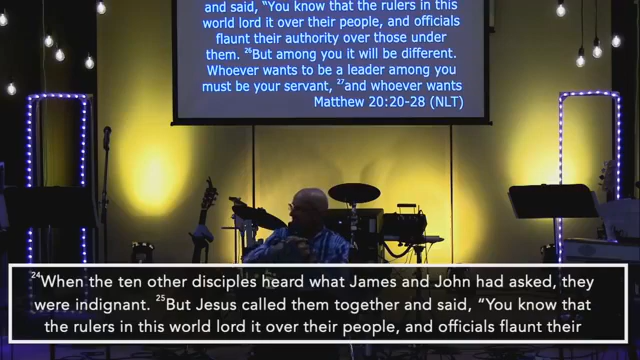 and said, “You know that the rulers in this
world lord it over their people, and officials
flaunt their authority over those under
them. 26But among you it will be different.
Whoever wants to be a leader among you
must be your servant, 27and whoever wants
Matthew 20:20-28 (NLT)
24When the ten other disciples heard what James and John had asked, they
were indignant. 25But Jesus called them together and said, “You know that
the rulers in this world lord it over their people, and officials flaunt their